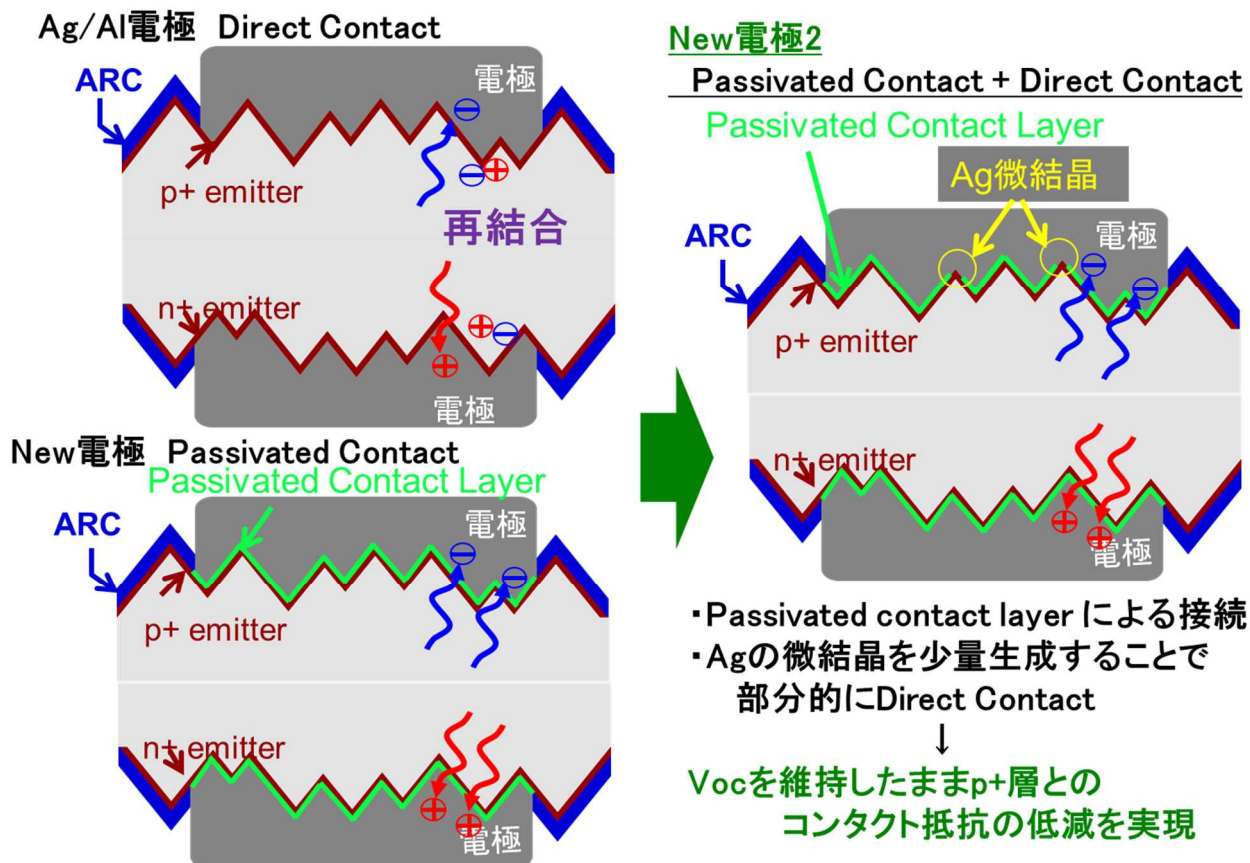 Ag/Al電極 Direct Contact
ARC
電極
⊖
p+ emitter
⊖⊕
再結合
n+ emitter
⊕⊖
⊕
電極
New電極 Passivated Contact
Passivated Contact Layer
ARC
電極
⊖
⊖
p+ emitter
n+ emitter
⊕
⊕
電極
New電極2
Passivated Contact + Direct Contact
Passivated Contact Layer
Ag微結晶
ARC
電極
⊖
⊖
p+ emitter
n+ emitter
⊕
⊕
電極
・Passivated contact layer による接続
・Agの微結晶を少量生成することで
部分的にDirect Contact
↓
Vocを維持したままp+層との
コンタクト抵抗の低減を実現